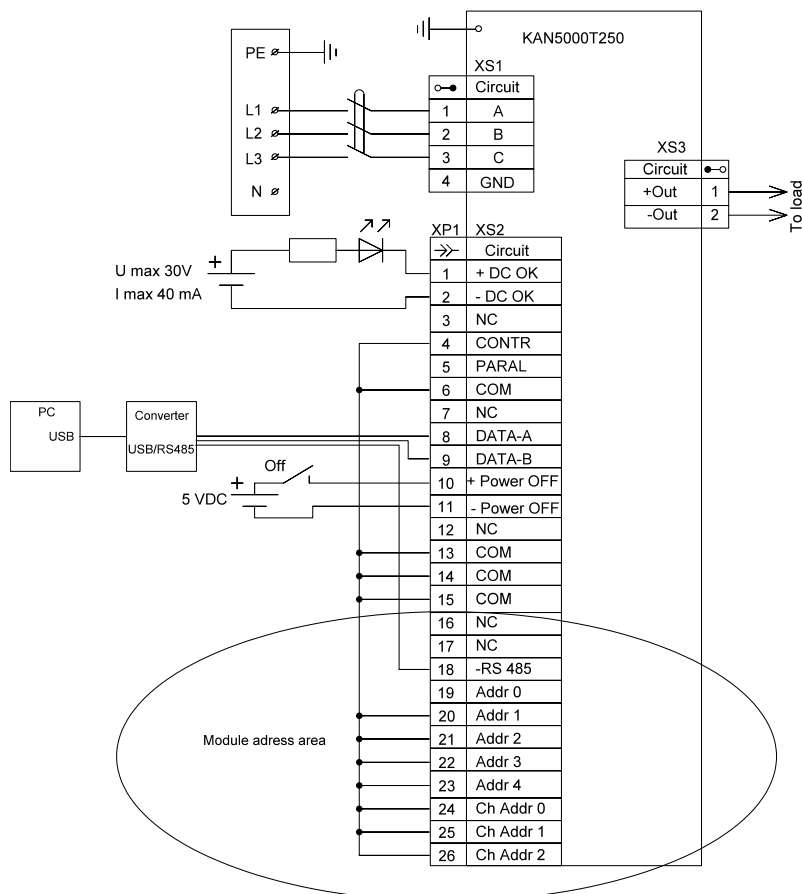 KAN5000T250
PE
L1
L2
L3
N
XS1
Circuit
1 A
2 B
3 C
4 GND
XS3
Circuit
+Out 1
-Out 2
To load
U max 30V
I max 40 mA
+
XP1 XS2
Circuit
1 + DC OK
2 - DC OK
3 NC
4 CONTR
5 PARAL
6 COM
7 NC
8 DATA-A
9 DATA-B
10 + Power OFF
11 - Power OFF
12 NC
13 COM
14 COM
15 COM
16 NC
17 NC
18 -RS 485
19 Addr 0
20 Addr 1
21 Addr 2
22 Addr 3
23 Addr 4
24 Ch Addr 0
25 Ch Addr 1
26 Ch Addr 2
PC
USB
Converter
USB/RS485
Off
+
5 VDC
Module adress area